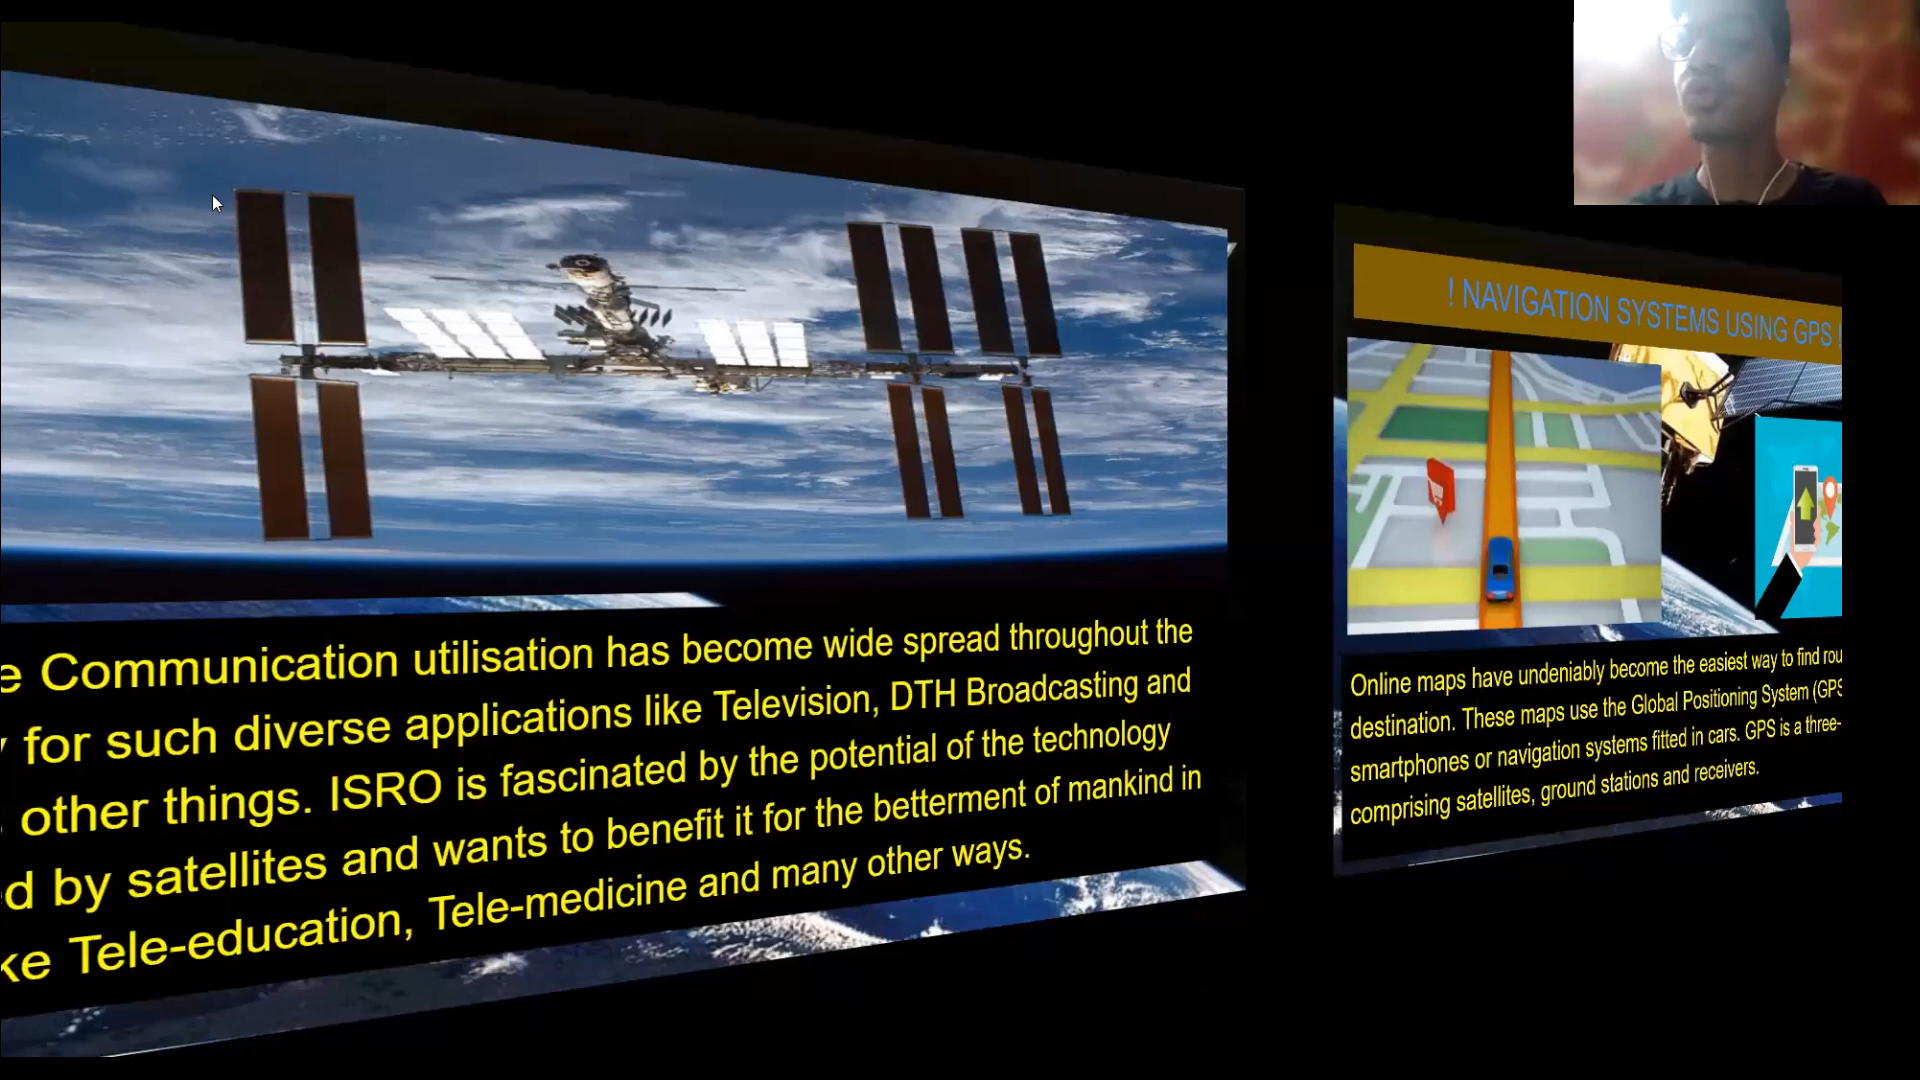 e Communication utilisation has become wide spread throughout the
for such diverse applications like Television, DTH Broadcasting and
other things. ISRO is fascinated by the potential of the technology
d by satellites and wants to benefit it for the betterment of mankind in
ke Tele-education, Tele-medicine and many other ways.
! NAVIGATION SYSTEMS USING GPS !
Online maps have undeniably become the easiest way to find rou
destination. These maps use the Global Positioning System (GPS
smartphones or navigation systems fitted in cars. GPS is a three-
comprising satellites, ground stations and receivers.